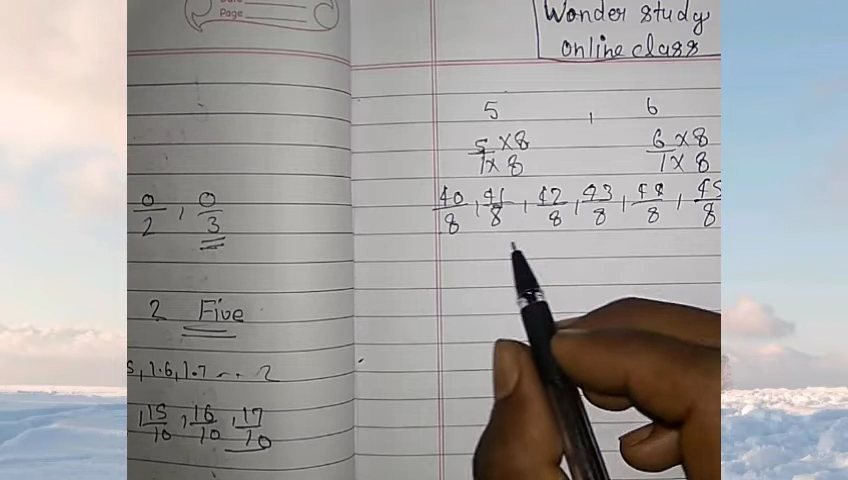 Page
0/2 , 0/3
2 Five
5, 1.6, 1.7 -- 2
, 15/10 , 16/10 , 17/10
Wonder study
online class
5 , 6
5×8/1×8 6×8/1×8
40/8 , 41/8 , 42/8 , 43/8 , 44/8 , 45/8